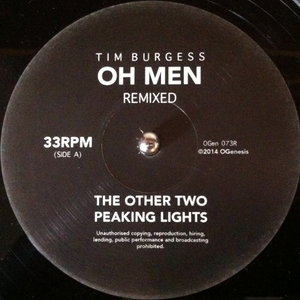 TIM BURGESS
OH MEN
REMIXED
33RPM
(SIDE A)
OGen 073R
©2014 OGenesis
THE OTHER TWO
PEAKING LIGHTS
Unauthorised copying, reproduction, hiring,
lending, public performance and broadcasting
prohibited.